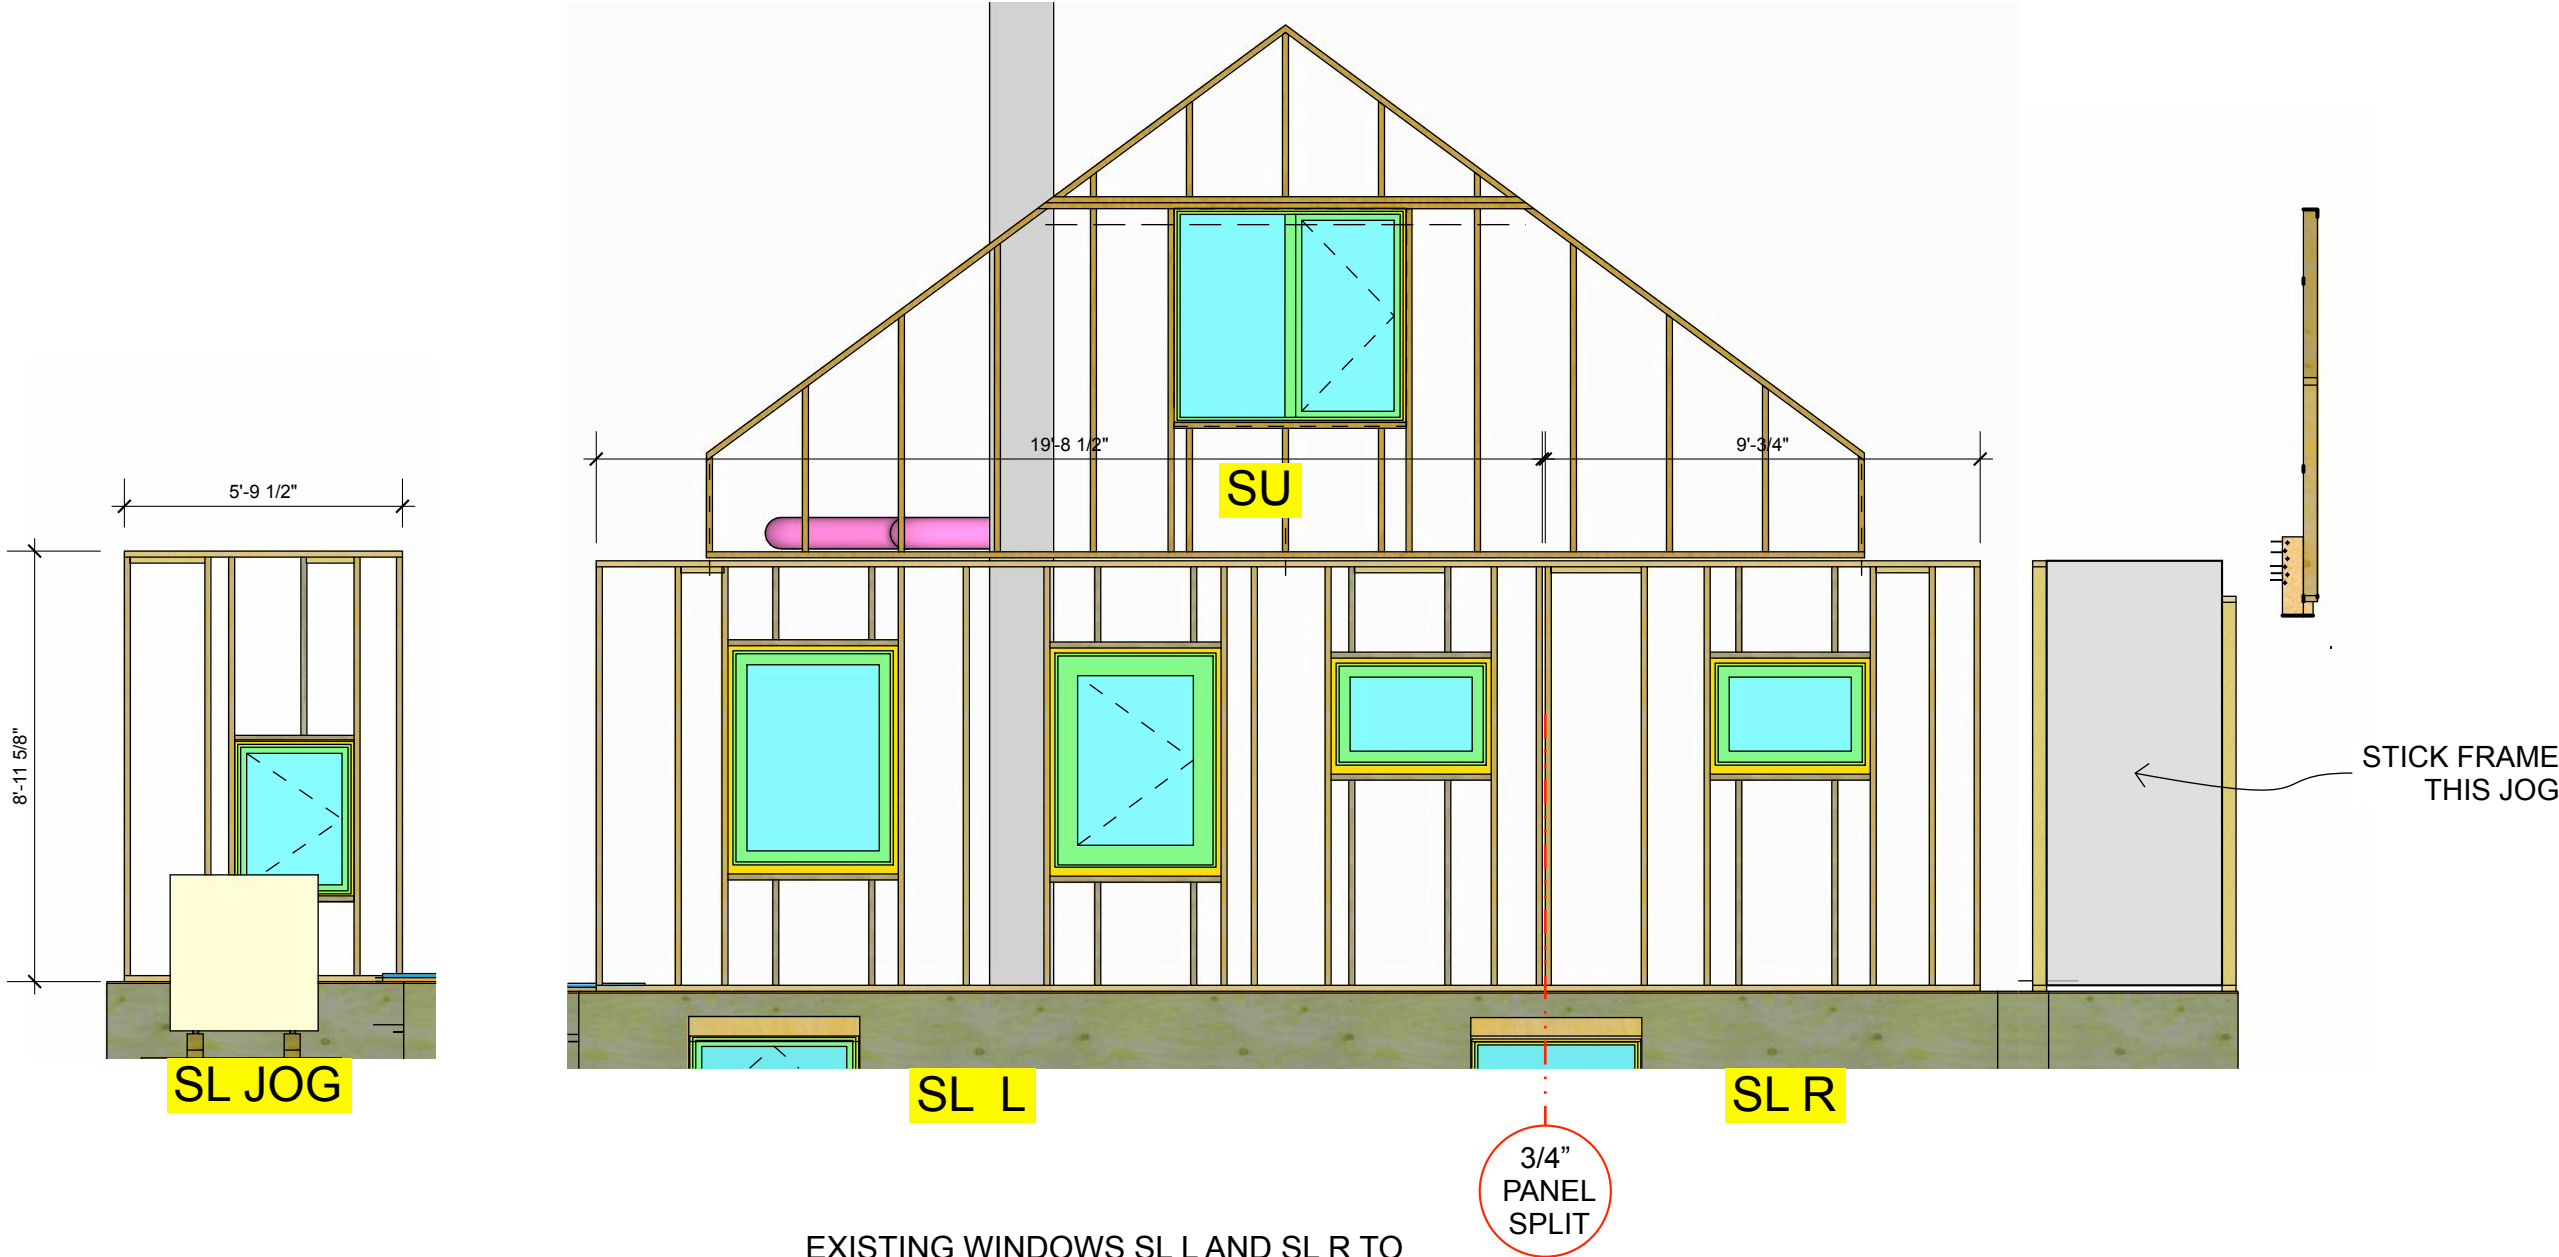 19'-8 1/2"
9'-3/4"
SU
5'-9 1/2"
8'-11 5/8"
STICK FRAME
THIS JOG
SL JOG
SL L
SL R
3/4”
PANEL
SPLIT
EXISTING WINDOWS SL L AND SL R TO